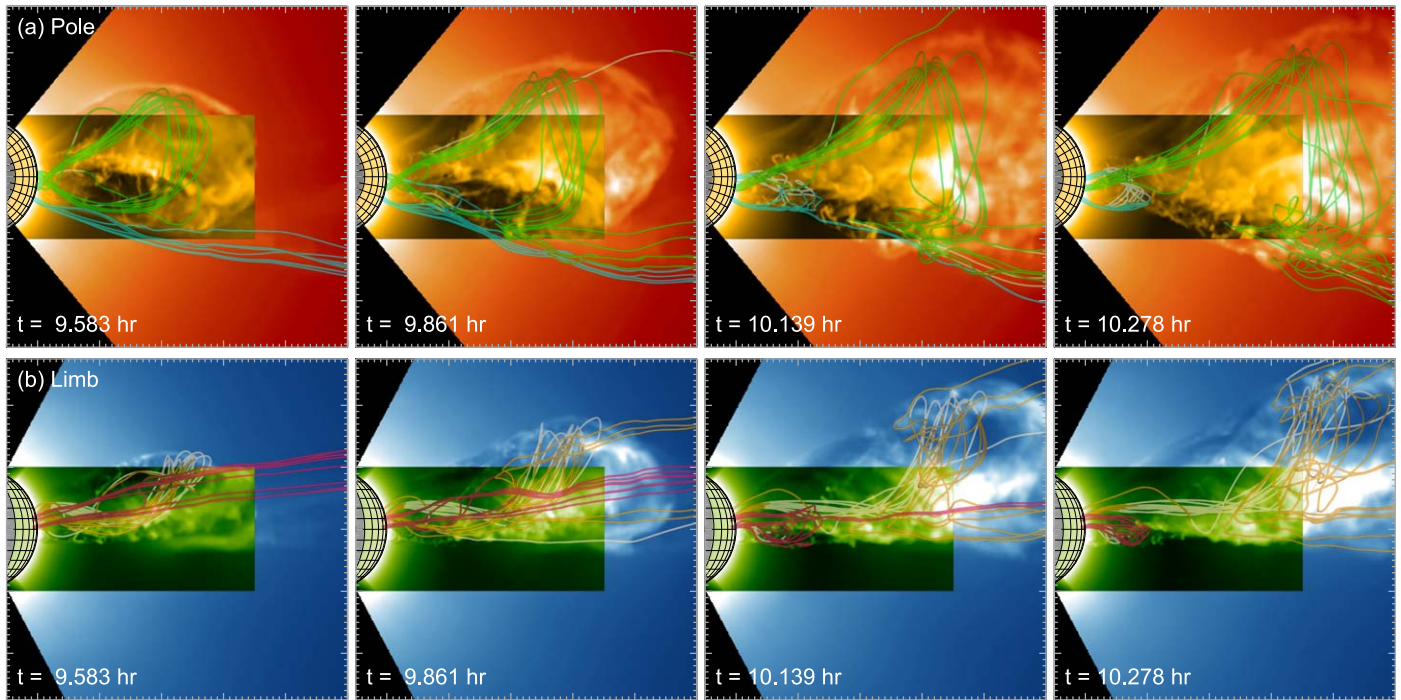 (a) Pole
t = 9.583 hr
t = 9.861 hr
t = 10.139 hr
t = 10.278 hr
(b) Limb
t = 9.583 hr
t = 9.861 hr
t = 10.139 hr
t = 10.278 hr